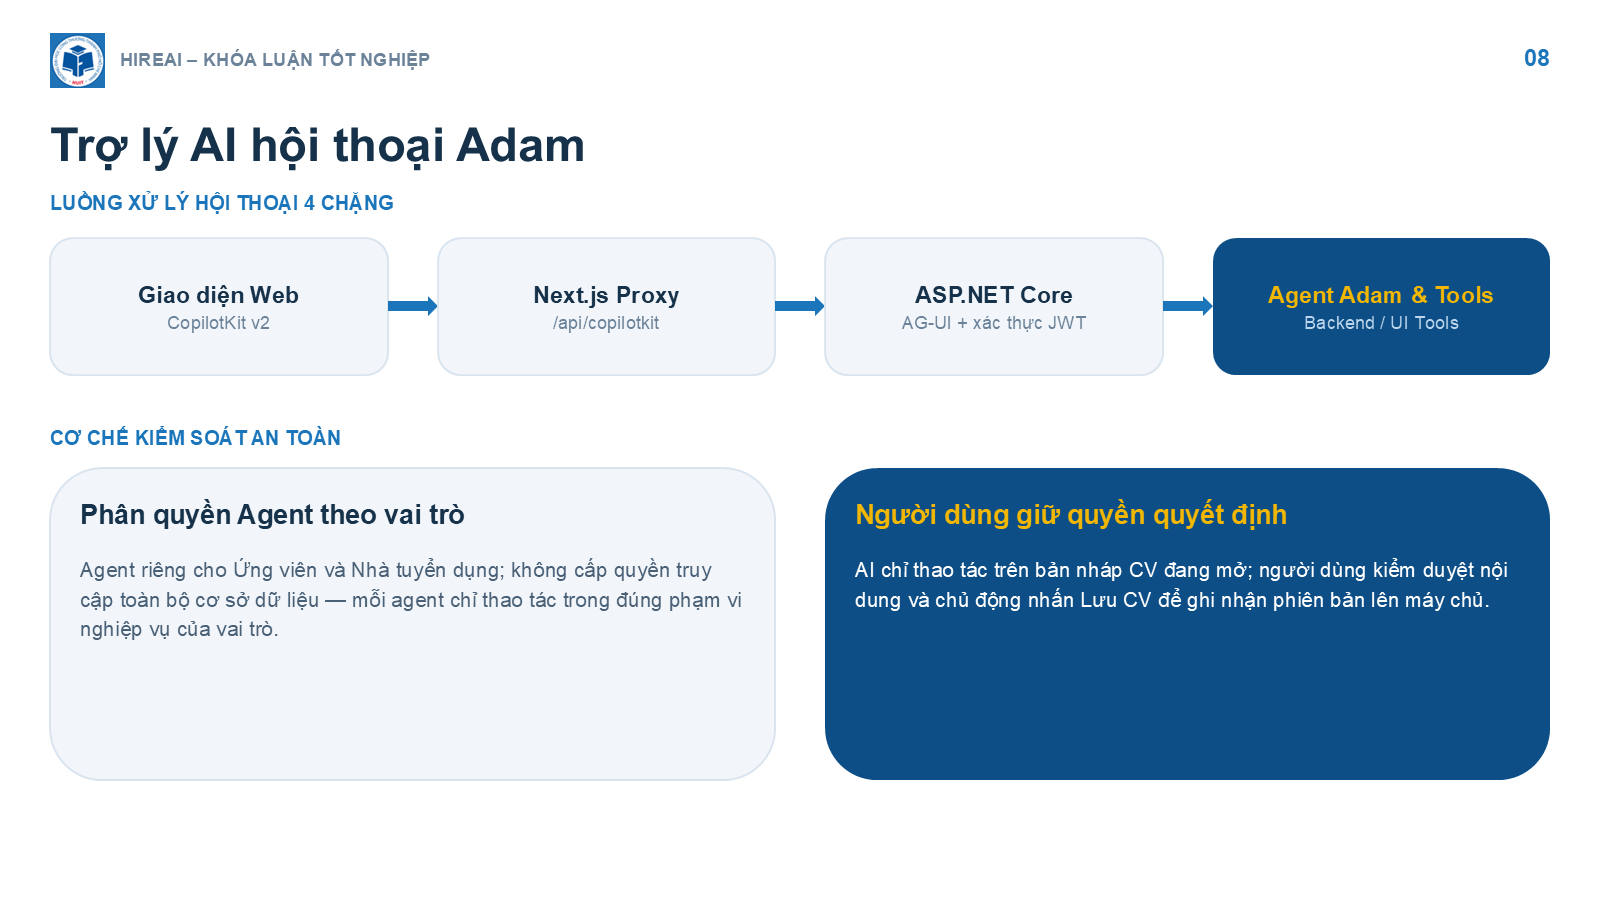 HIREAI – KHÓA LUẬN TỐT NGHIỆP
08
Trợ lý AI hội thoại Adam
LUỒNG XỬ LÝ HỘI THOẠI 4 CHẶNG
Giao diện Web
CopilotKit v2
Next.js Proxy
/api/copilotkit
ASP.NET Core
AG-UI + xác thực JWT
Agent Adam & Tools
Backend / UI Tools
CƠ CHẾ KIỂM SOÁT AN TOÀN
Phân quyền Agent theo vai trò
Agent riêng cho Ứng viên và Nhà tuyển dụng; không cấp quyền truy
cập toàn bộ cơ sở dữ liệu — mỗi agent chỉ thao tác trong đúng phạm vi
nghiệp vụ của vai trò.
Người dùng giữ quyền quyết định
AI chỉ thao tác trên bản nháp CV đang mở; người dùng kiểm duyệt nội
dung và chủ động nhấn Lưu CV để ghi nhận phiên bản lên máy chủ.